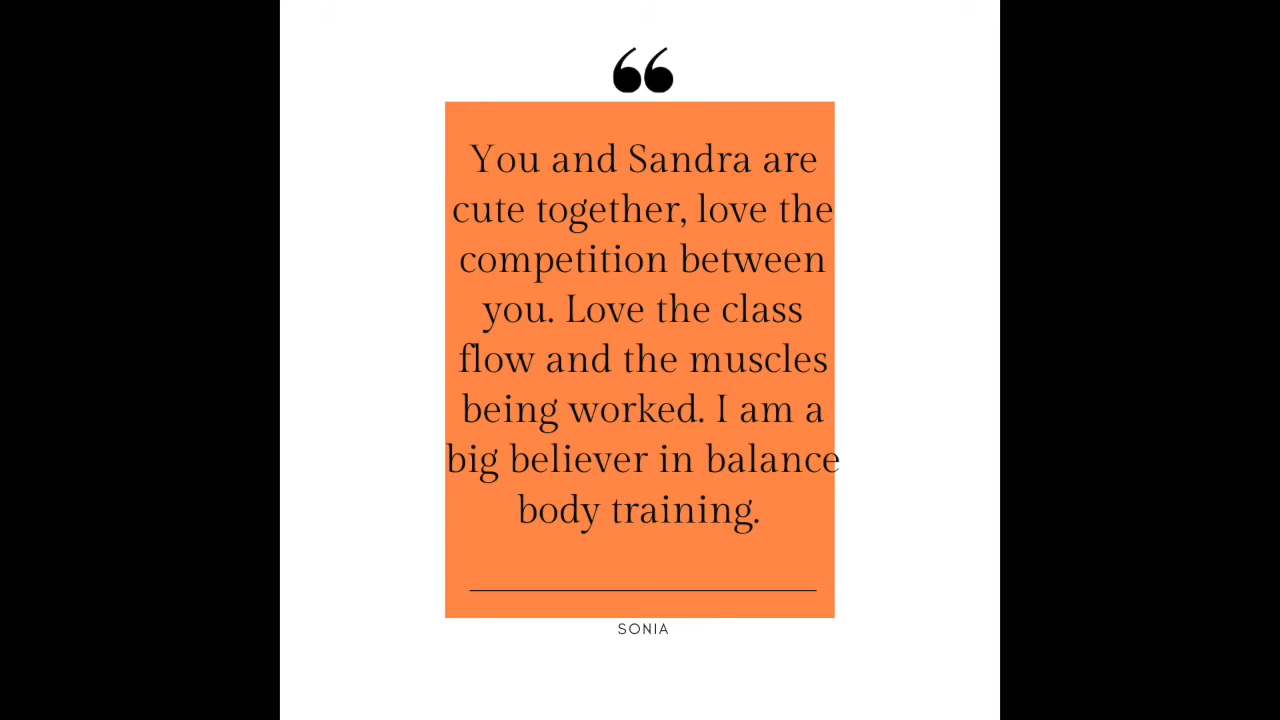 “
You and Sandra are
cute together, love the
competition between
you. Love the class
flow and the muscles
being worked. I am a
big believer in balance
body training.
SONIA